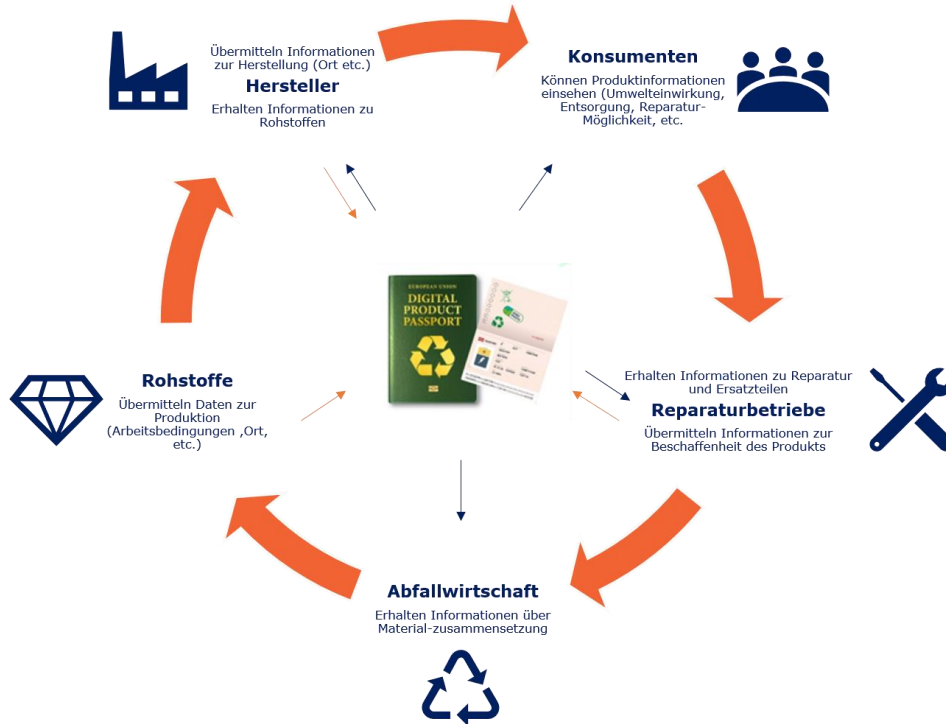 Übermitteln Informationen
zur Herstellung (Ort etc.)
Hersteller
Erhalten Informationen zu
Rohstoffen
Konsumenten
Können Produktinformationen
einsehen (Umwelteinwirkung,
Entsorgung, Reparatur-
Möglichkeit, etc.
EUROPEAN UNION
DIGITAL
PRODUCT
PASSPORT
Rohstoffe
Übermitteln Daten zur
Produktion
(Arbeitsbedingungen ,Ort,
etc.)
Erhalten Informationen zu Reparatur
und Ersatzteilen
Reparaturbetriebe
Übermitteln Informationen zur
Beschaffenheit des Produkts
Abfallwirtschaft
Erhalten Informationen über
Material-zusammensetzung